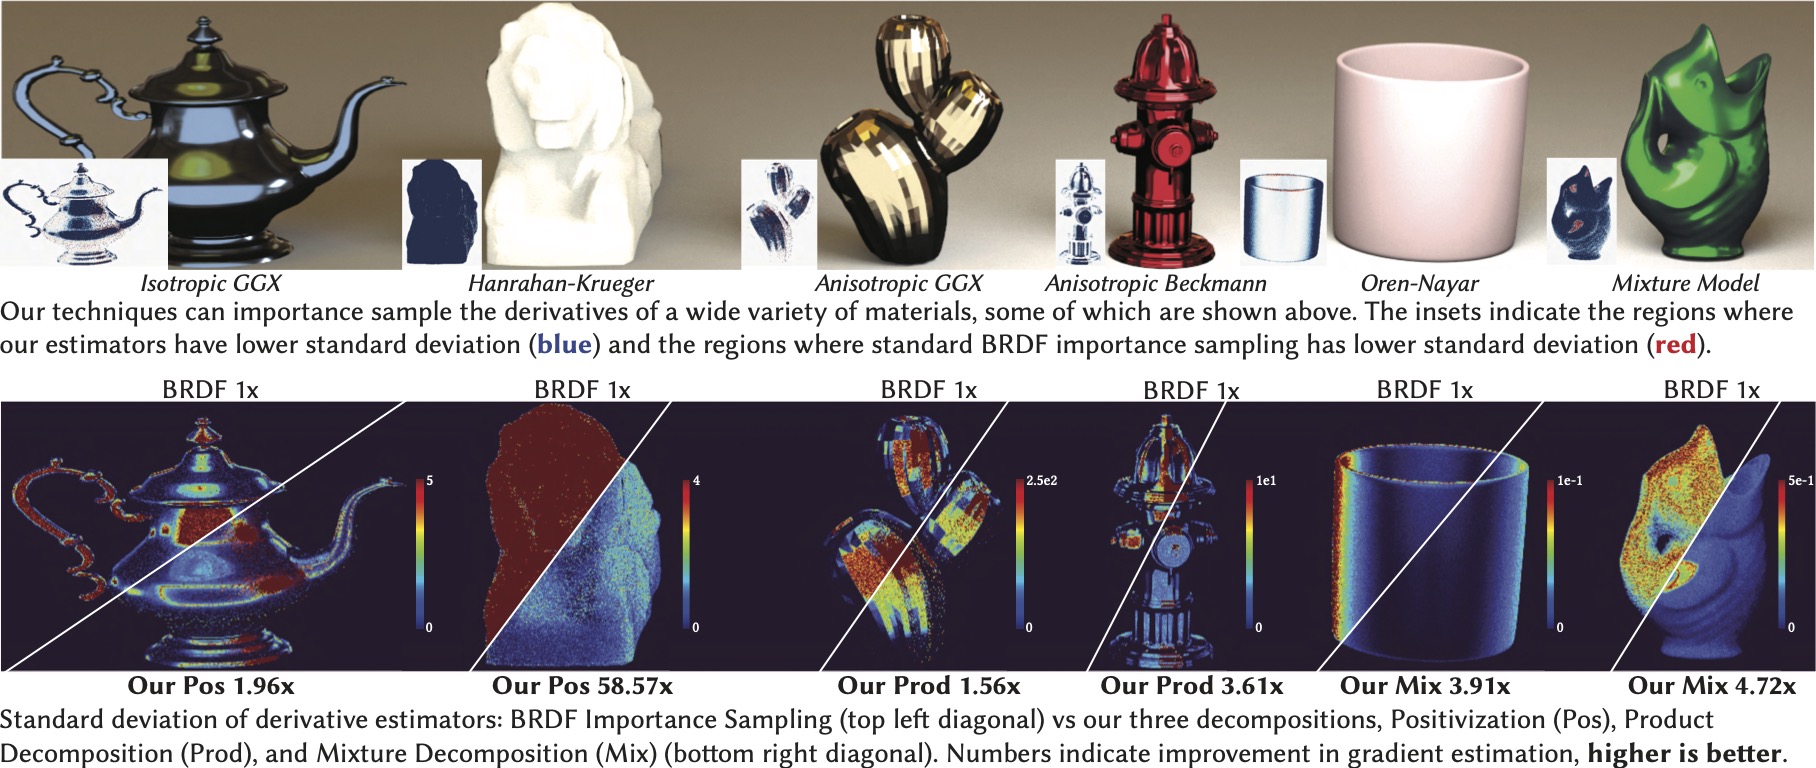 Isotropic GGX Hanrahan-Krueger Anisotropic GGX Anisotropic Beckmann Oren-Nayar Mixture Model
Our techniques can importance sample the derivatives of a wide variety of materials, some of which are shown above. The insets indicate the regions where
our estimators have lower standard deviation (blue) and the regions where standard BRDF importance sampling has lower standard deviation (red).
BRDF 1x BRDF 1x BRDF 1x BRDF 1x BRDF 1x BRDF 1x
5 4 2.5e2 1e1 1e-1 5e-1
0 0 0 0 0 0
Our Pos 1.96x Our Pos 58.57x Our Prod 1.56x Our Prod 3.61x Our Mix 3.91x Our Mix 4.72x
Standard deviation of derivative estimators: BRDF Importance Sampling (top left diagonal) vs our three decompositions, Positivization (Pos), Product
Decomposition (Prod), and Mixture Decomposition (Mix) (bottom right diagonal). Numbers indicate improvement in gradient estimation, higher is better.